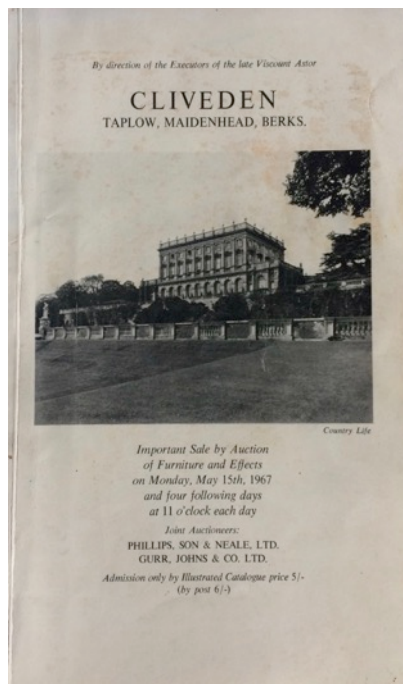 By direction of the Executors of the late Viscount Astor
CLIVEDEN
TAPLOW, MAIDENHEAD, BERKS.
Country Life
Important Sale by Auction
of Furniture and Effects
on Monday, May 15th, 1967
and four following days
at 11 o'clock each day
Joint Auctioneers:
PHILLIPS, SON & NEALE, LTD.
GURR, JOHNS & CO. LTD.
Admission only by Illustrated Catalogue price 5/-
(by post 6/-)